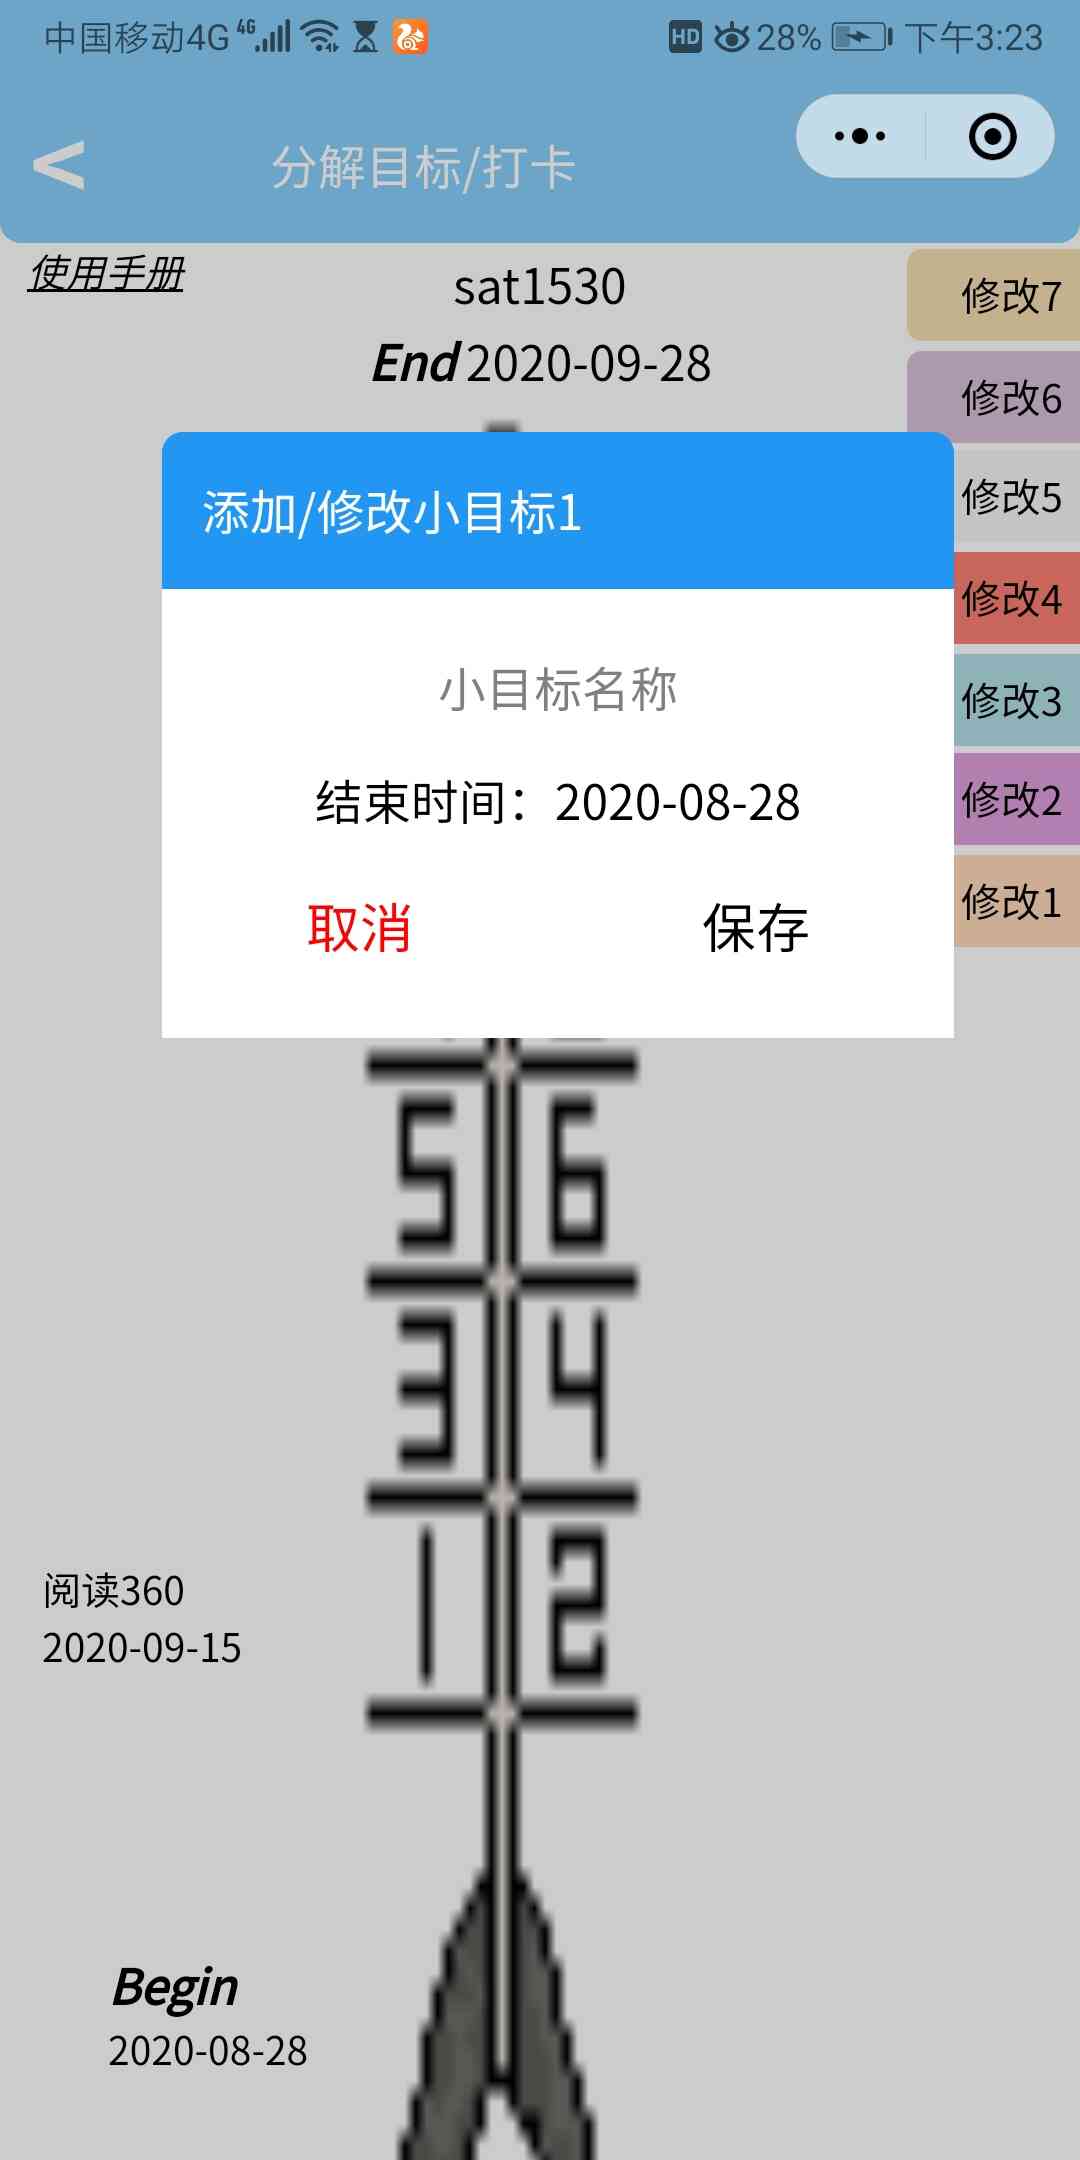 中国移动4G 4G HD 28% 下午3:23
< 分解目标/打卡
使用手册
sat1530
End 2020-09-28
修改7
修改6
修改5
修改4
修改3
修改2
修改1
添加/修改小目标1
小目标名称
结束时间：2020-08-28
取消 保存
5 6
3 4
1 2
阅读360
2020-09-15
Begin
2020-08-28